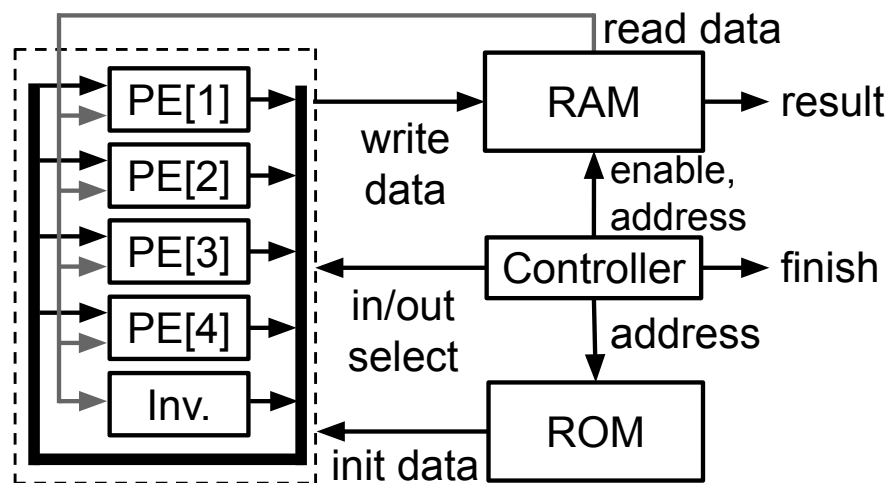 read data
PE[1]
RAM
result
write
data
PE[2]
enable,
address
PE[3]
Controller
finish
in/out
select
PE[4]
address
Inv.
ROM
init data